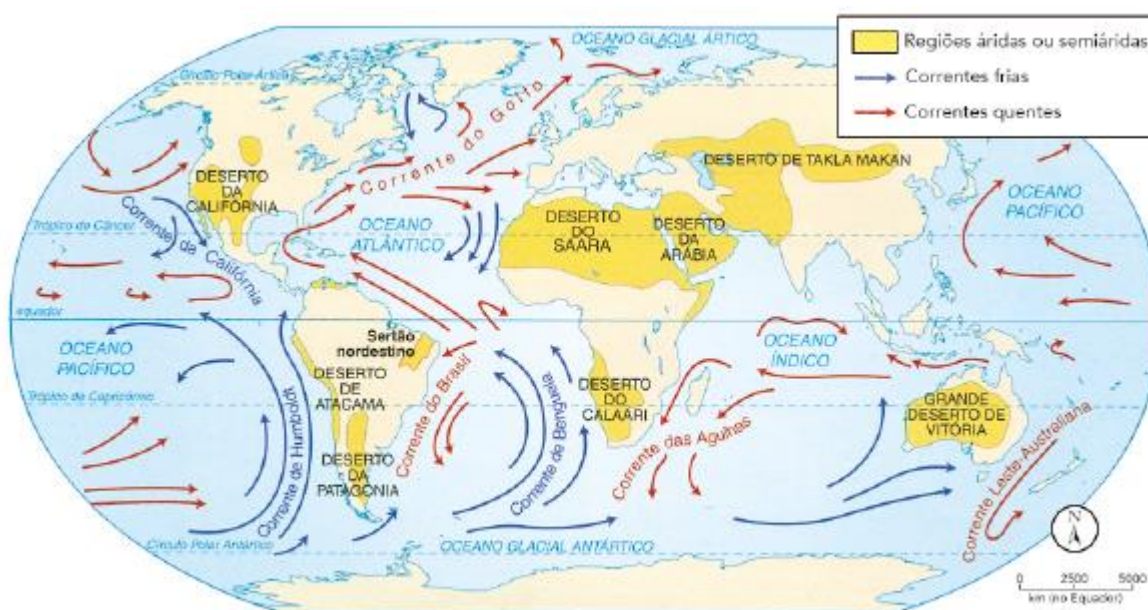 OCEANO GLACIAL ÁRTICO
Regiões áridas ou semiáridas
Correntes frias
Correntes quentes
Círculo Polar Ártico
Corrente do Golfo
DESERTO
DA
CALIFÓRNIA
DESERTO DE TAKLA MAKAN
OCEANO
PACÍFICO
Trópico de Câncer
Corrente da Califórnia
OCEANO
ATLÂNTICO
DESERTO
DO
SAARA
DESERTO
DA
ARÁBIA
equador
OCEANO
PACÍFICO
Sertão
nordestino
OCEANO
ÍNDICO
Trópico de Capricórnio
DESERTO
DE
ATACAMA
Corrente do Brasil
Corrente de Humboldt
Corrente de Benguela
DESERTO
DO
CALAARI
Corrente das Agulhas
GRANDE
DESERTO DE
VITÓRIA
Corrente Leste Australiana
DESERTO
DA
PATAGÔNIA
Círculo Polar Antártico
OCEANO GLACIAL ANTÁRTICO
N
0 2500 5000
km (no Equador)